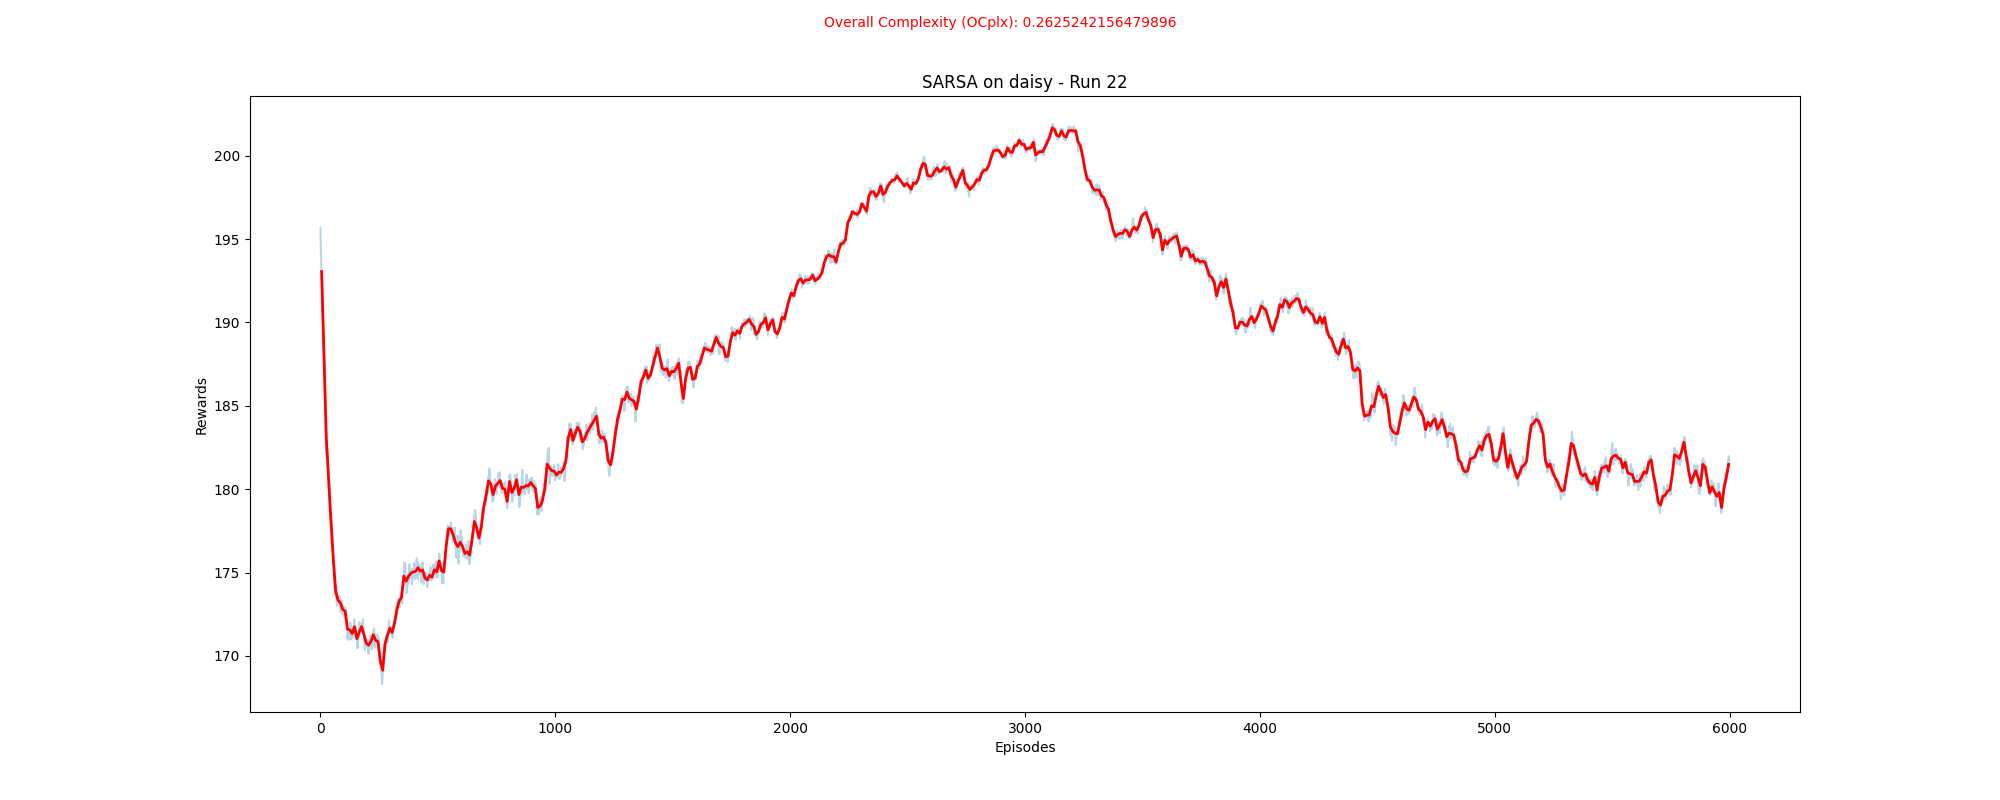 Overall Complexity (OCplx): 0.2625242156479896
SARSA on daisy - Run 22
200
195
190
185
180
175
170
Rewards
0 1000 2000 3000 4000 5000 6000
Episodes